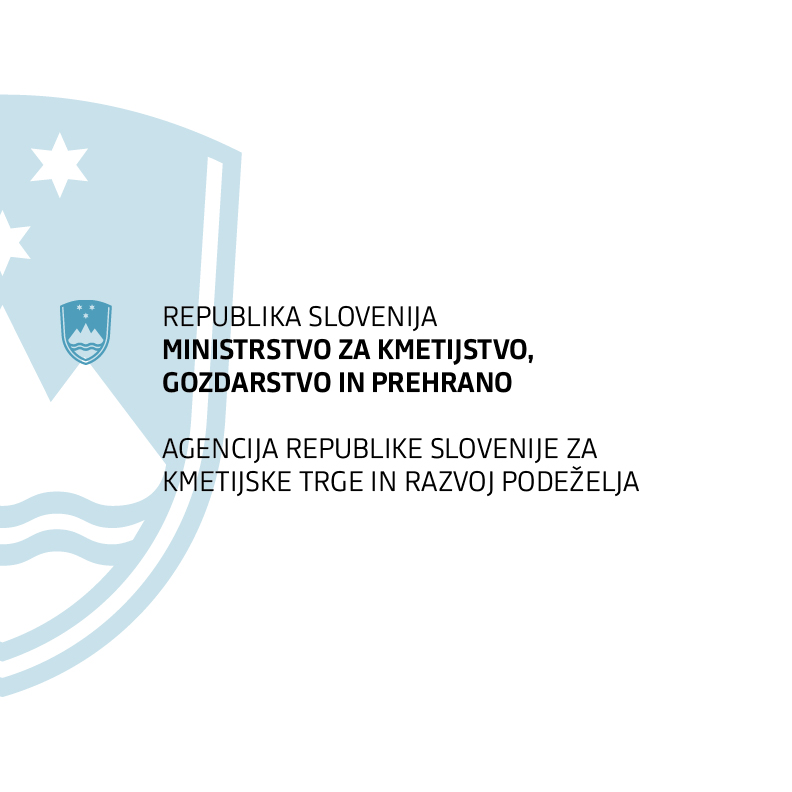 REPUBLIKA SLOVENIJA
MINISTRSTVO ZA KMETIJSTVO,
GOZDARSTVO IN PREHRANO
AGENCIJA REPUBLIKE SLOVENIJE ZA
KMETIJSKE TRGE IN RAZVOJ PODEŽELJA